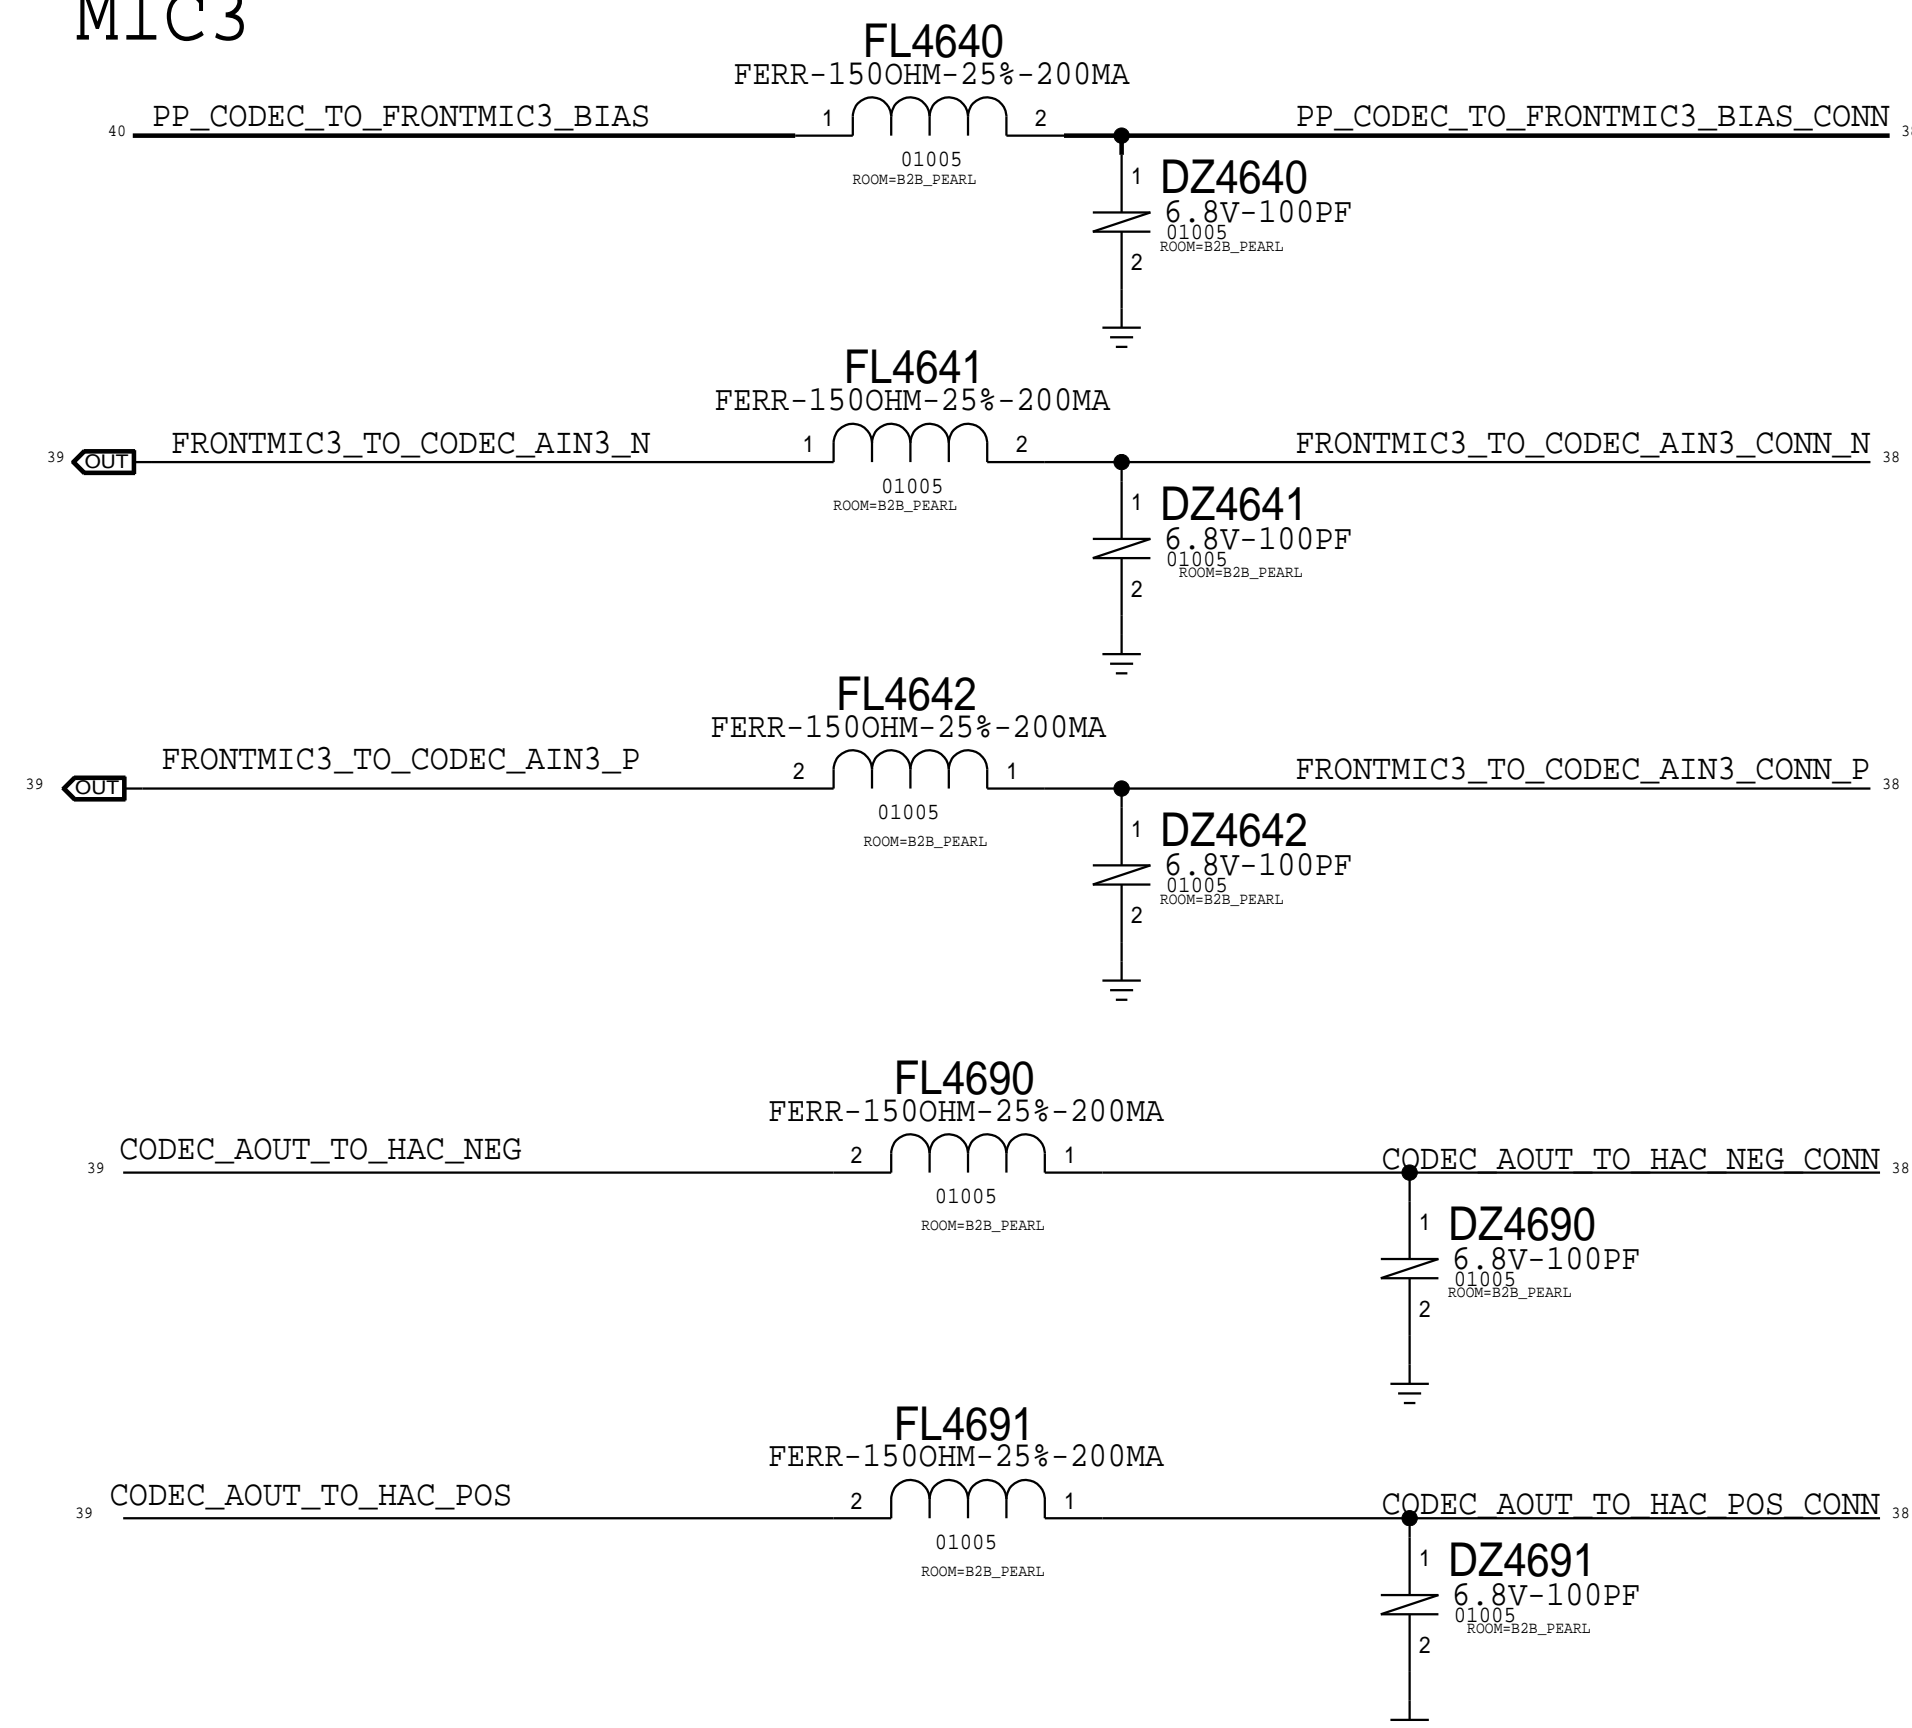 MIC3
FL4640
FERR-150OHM-25%-200MA
40 PP_CODEC_TO_FRONTMIC3_BIAS 1 2 PP_CODEC_TO_FRONTMIC3_BIAS_CONN 38
01005
ROOM=B2B_PEARL
1 DZ4640
6.8V-100PF
01005
ROOM=B2B_PEARL
2
FL4641
FERR-150OHM-25%-200MA
39 OUT FRONTMIC3_TO_CODEC_AIN3_N 1 2 FRONTMIC3_TO_CODEC_AIN3_CONN_N 38
01005
ROOM=B2B_PEARL
1 DZ4641
6.8V-100PF
01005
ROOM=B2B_PEARL
2
FL4642
FERR-150OHM-25%-200MA
39 OUT FRONTMIC3_TO_CODEC_AIN3_P 2 1 FRONTMIC3_TO_CODEC_AIN3_CONN_P 38
01005
ROOM=B2B_PEARL
1 DZ4642
6.8V-100PF
01005
ROOM=B2B_PEARL
2
FL4690
FERR-150OHM-25%-200MA
39 CODEC_AOUT_TO_HAC_NEG 2 1 CODEC_AOUT_TO_HAC_NEG_CONN 38
01005
ROOM=B2B_PEARL
1 DZ4690
6.8V-100PF
01005
ROOM=B2B_PEARL
2
FL4691
FERR-150OHM-25%-200MA
39 CODEC_AOUT_TO_HAC_POS 2 1 CODEC_AOUT_TO_HAC_POS_CONN 38
01005
ROOM=B2B_PEARL
1 DZ4691
6.8V-100PF
01005
ROOM=B2B_PEARL
2